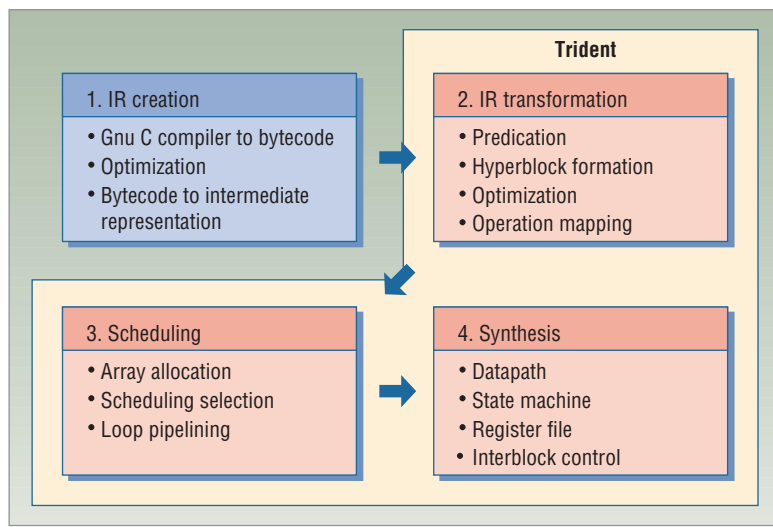 Trident
1. IR creation
• Gnu C compiler to bytecode
• Optimization
• Bytecode to intermediate
representation
2. IR transformation
• Predication
• Hyperblock formation
• Optimization
• Operation mapping
3. Scheduling
• Array allocation
• Scheduling selection
• Loop pipelining
4. Synthesis
• Datapath
• State machine
• Register file
• Interblock control